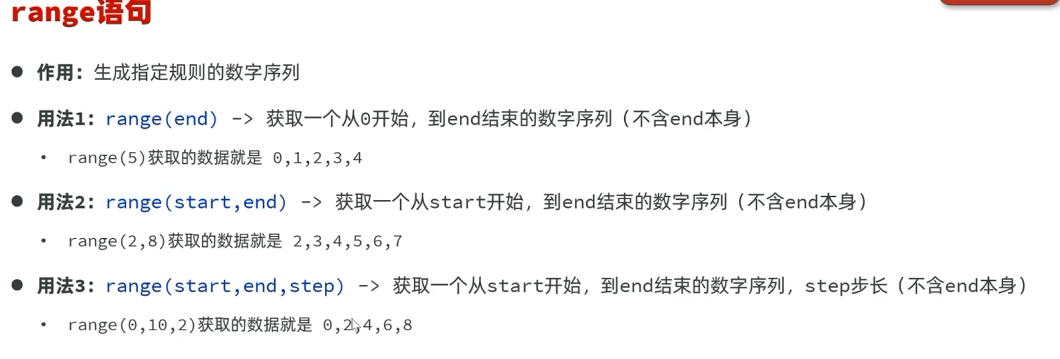 range语句
● 作用：生成指定规则的数字序列
● 用法1：range(end) -> 获取一个从0开始，到end结束的数字序列（不含end本身）
• range(5)获取的数据就是 0,1,2,3,4
● 用法2：range(start,end) -> 获取一个从start开始，到end结束的数字序列（不含end本身）
• range(2,8)获取的数据就是 2,3,4,5,6,7
● 用法3：range(start,end,step) -> 获取一个从start开始，到end结束的数字序列，step步长（不含end本身）
• range(0,10,2)获取的数据就是 0,2,4,6,8